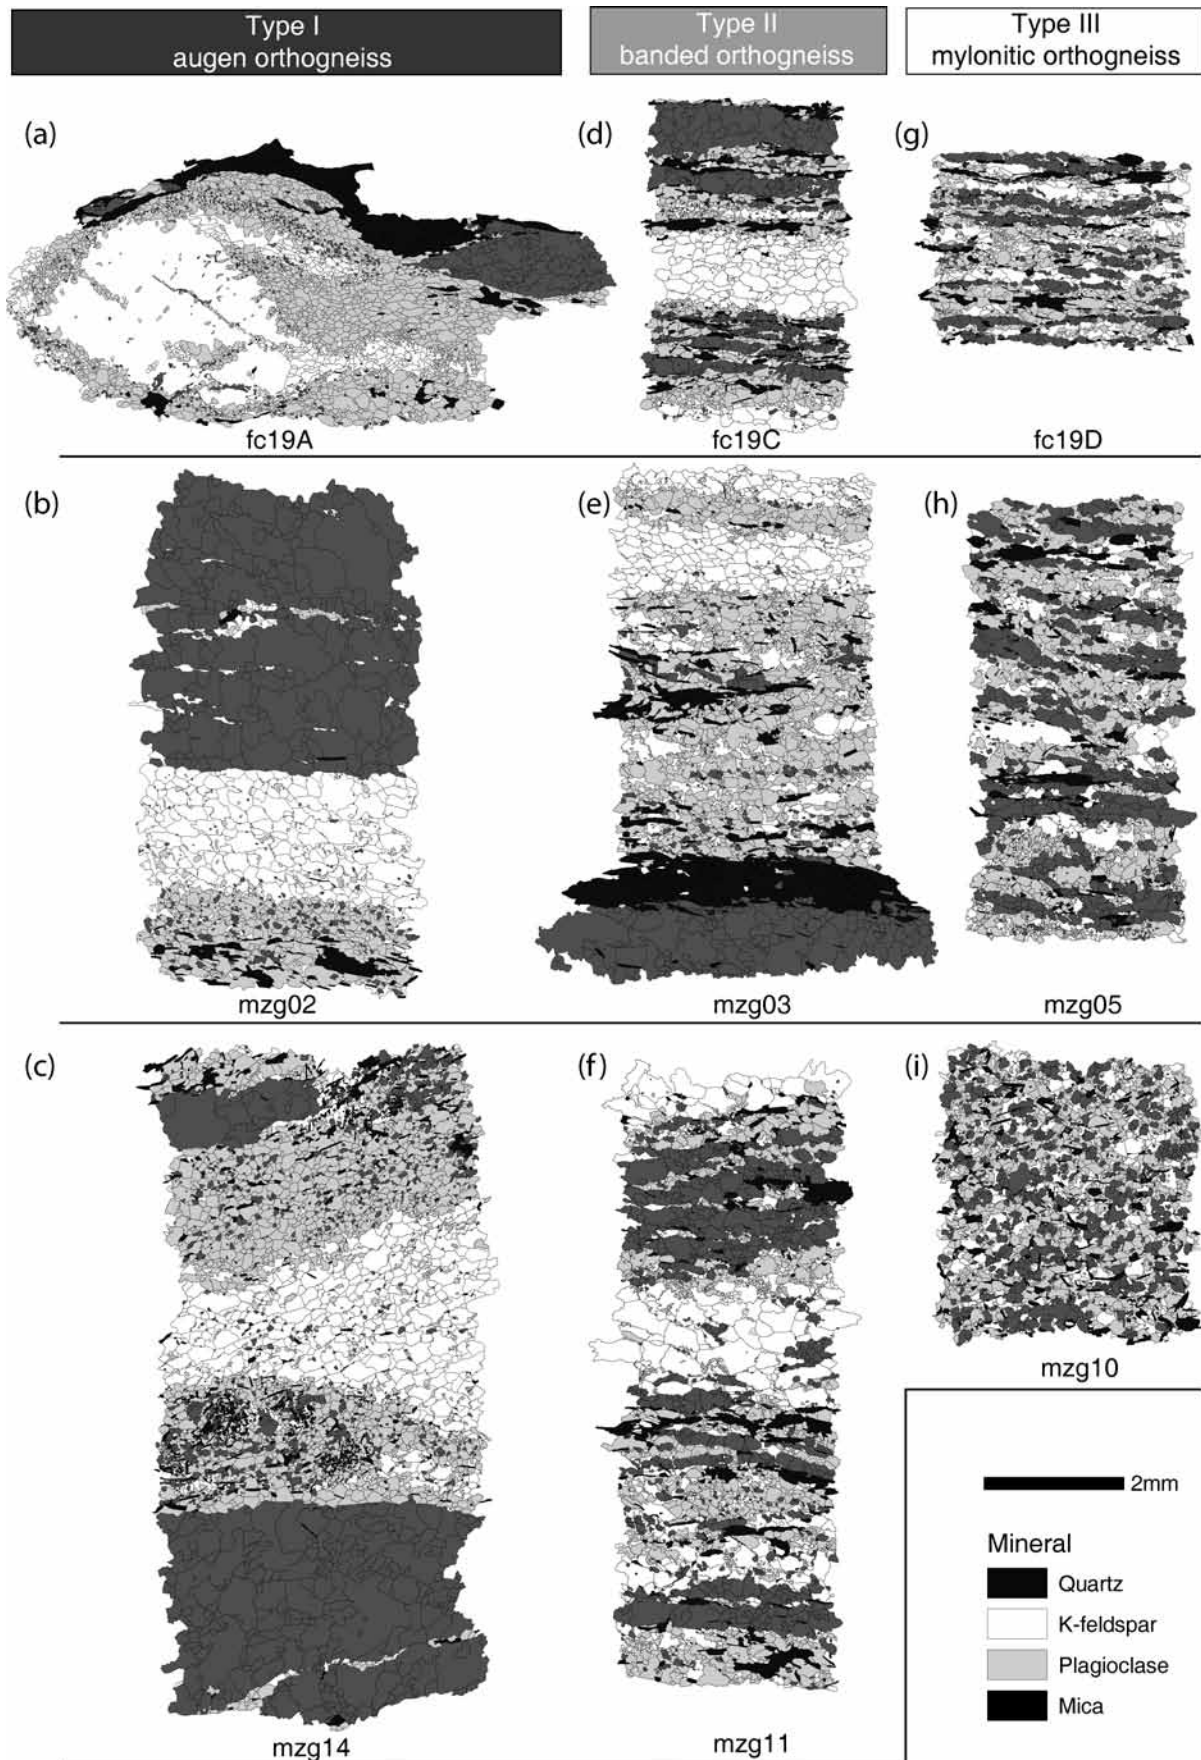 Type I
augen orthogneiss
Type II
banded orthogneiss
Type III
mylonitic orthogneiss
(a)
(d)
(g)
fc19A
fc19C
fc19D
(b)
(e)
(h)
mzg02
mzg03
mzg05
(c)
(f)
(i)
mzg10
2mm
Mineral
Quartz
K-feldspar
Plagioclase
Mica
mzg14
mzg11